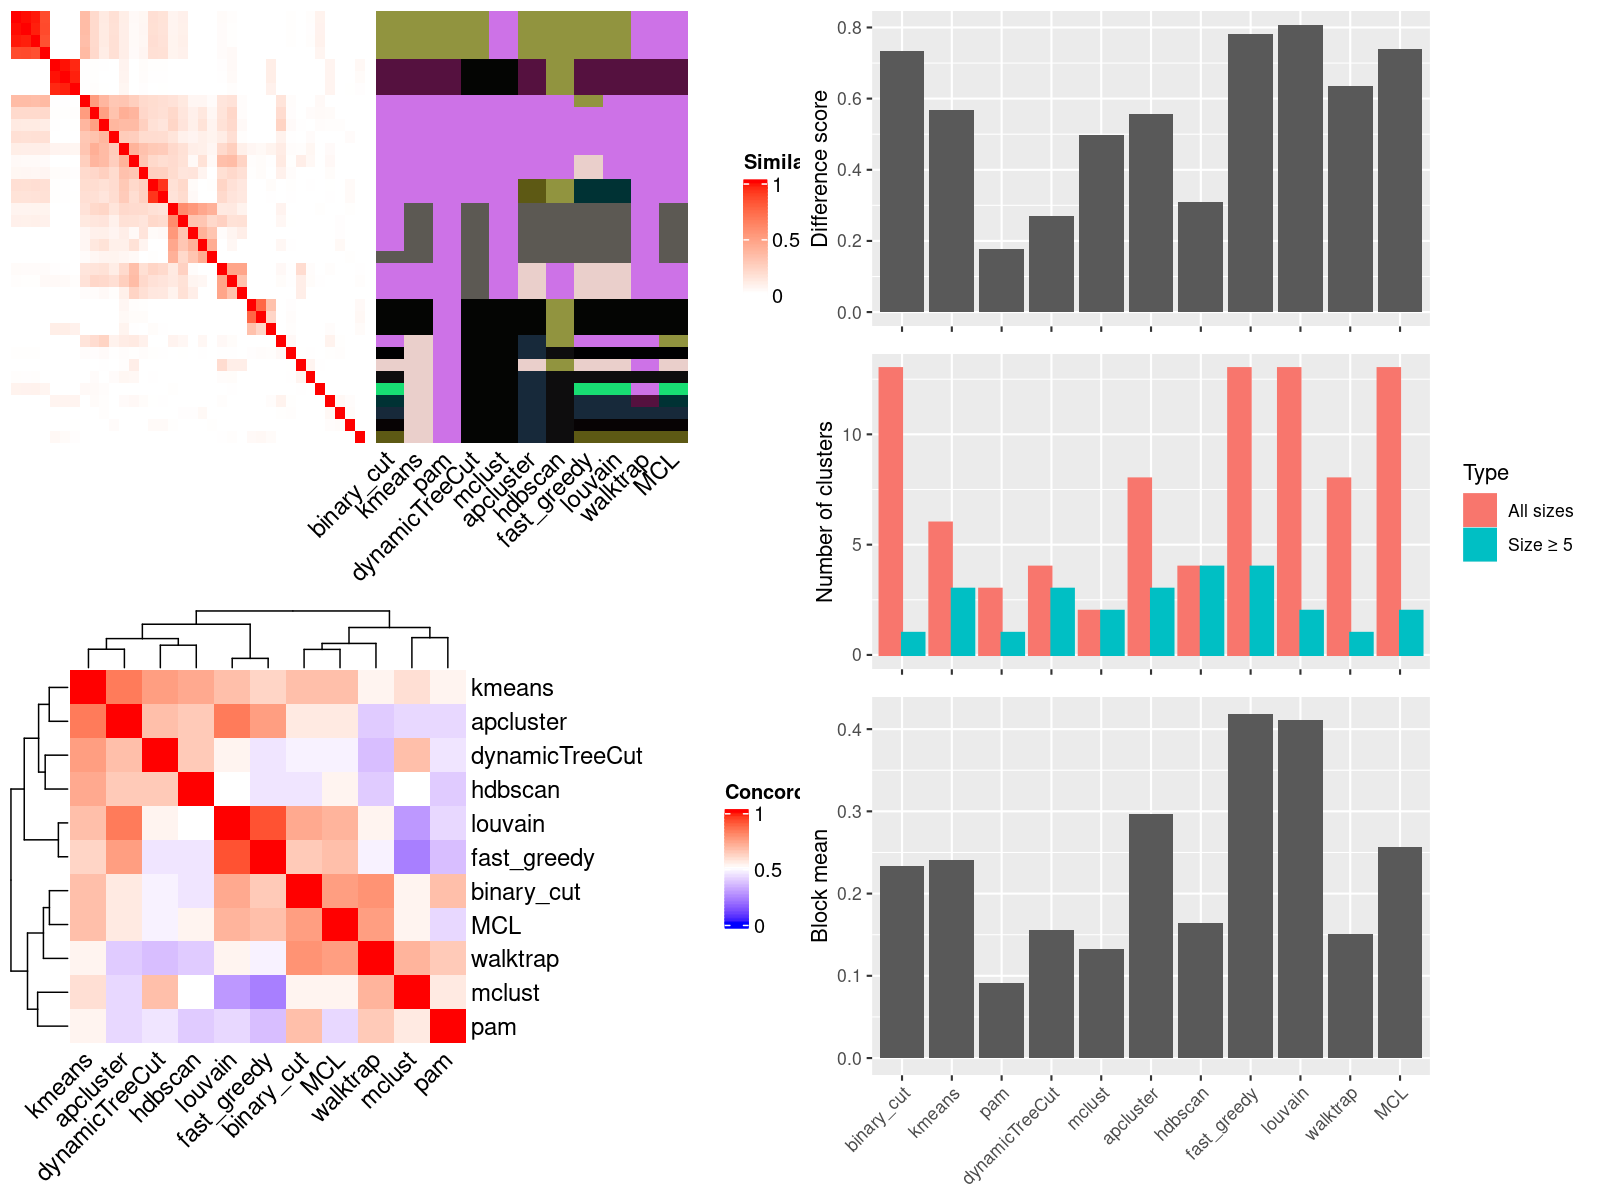 Simila
1
0.5
0
binary_cut
kmeans
pam
dynamicTreeCut
mclust
apcluster
hdbscan
fast_greedy
louvain
walktrap
MCL
kmeans
apcluster
dynamicTreeCut
hdbscan
louvain
fast_greedy
binary_cut
MCL
walktrap
mclust
pam
kmeans
apcluster
dynamicTreeCut
hdbscan
louvain
fast_greedy
binary_cut
MCL
walktrap
mclust
pam
Concord
1
0.5
0
Difference score
0.8
0.6
0.4
0.2
0.0
Number of clusters
10
5
0
Type
All sizes
Size ≥ 5
Block mean
0.4
0.3
0.2
0.1
0.0
binary_cut
kmeans
pam
dynamicTreeCut
mclust
apcluster
hdbscan
fast_greedy
louvain
walktrap
MCL